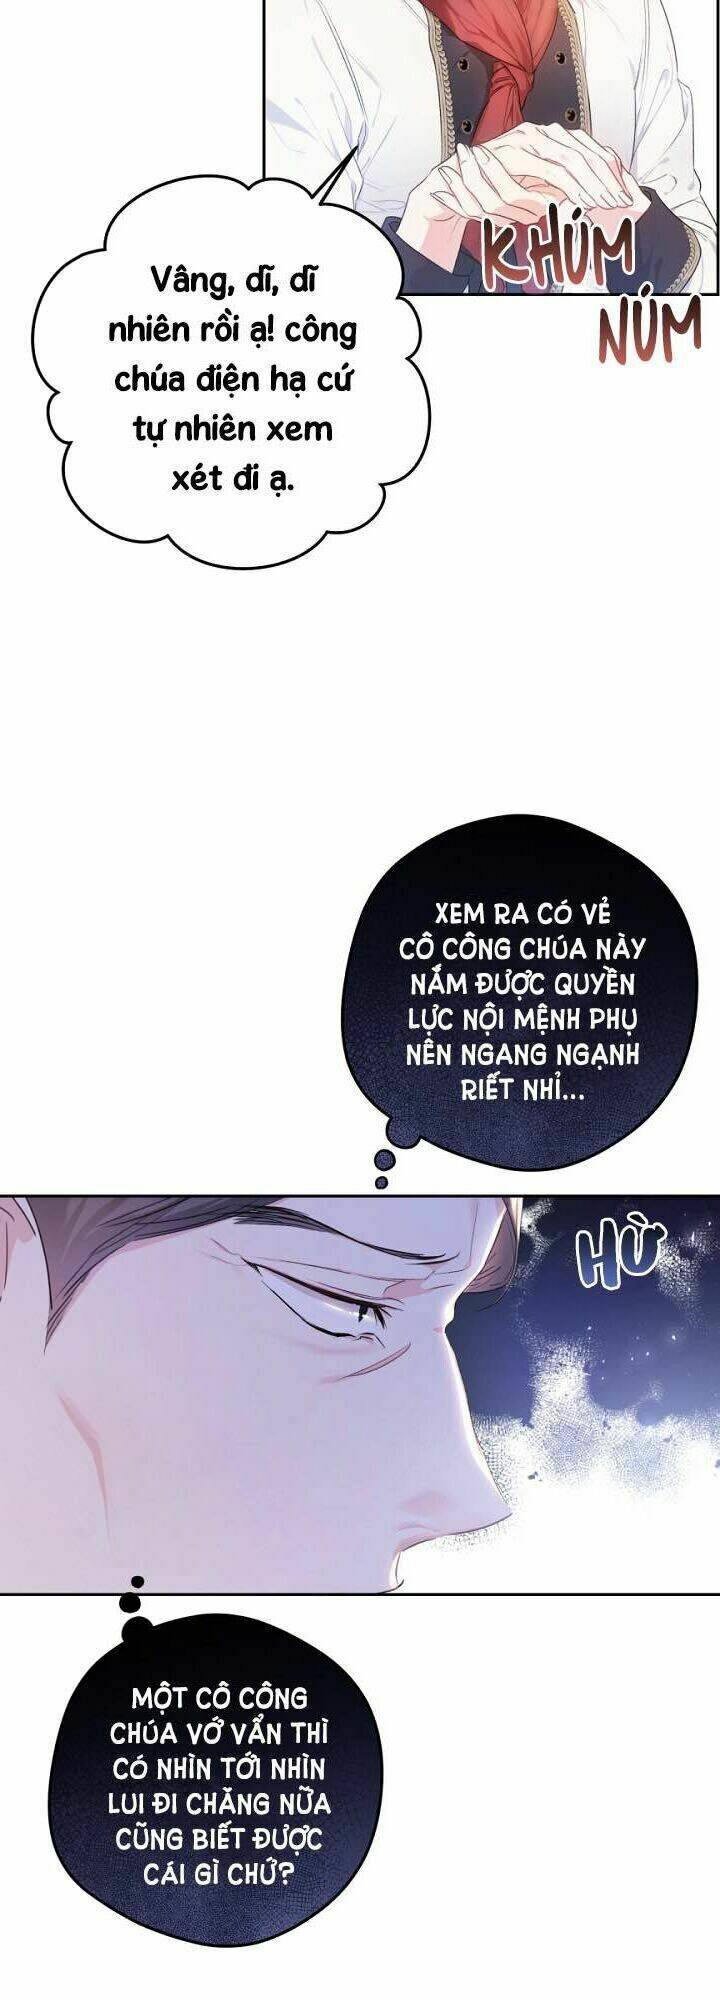 Vâng, dĩ, dĩ
nhiên rồi ạ! công
chúa điện hạ cứ
tự nhiên xem
xét đi ạ.
KHÚM
NÚM
XEM RA CÓ VẺ
CÔ CÔNG CHÚA NÀY
NẮM ĐƯỢC QUYỀN
LỰC NỘI MỆNH PHỤ
NÊN NGANG NGẠNH
RIẾT NHỈ...
HỪ
MỘT CÔ CÔNG
CHÚA VỚ VẨN THÌ
CÓ NHÌN TỚI NHÌN
LUI ĐI CHĂNG NỮA
CŨNG BIẾT ĐƯỢC
CÁI GÌ CHỨ?